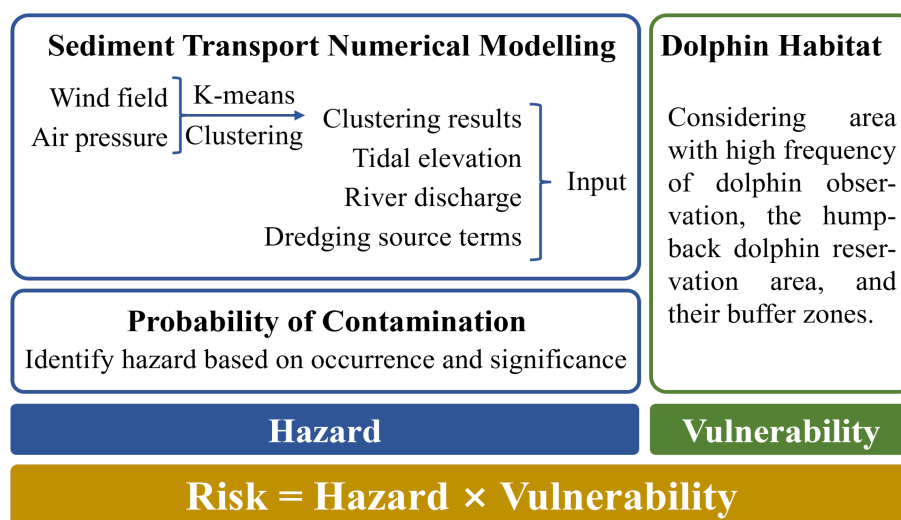 Sediment Transport Numerical Modelling
Wind field
Air pressure
K-means
Clustering
Clustering results
Tidal elevation
River discharge
Dredging source terms
Input
Probability of Contamination
Identify hazard based on occurrence and significance
Hazard
Dolphin Habitat
Considering area
with high frequency
of dolphin obser-
vation, the hump-
back dolphin reser-
vation area, and
their buffer zones.
Vulnerability
Risk = Hazard × Vulnerability